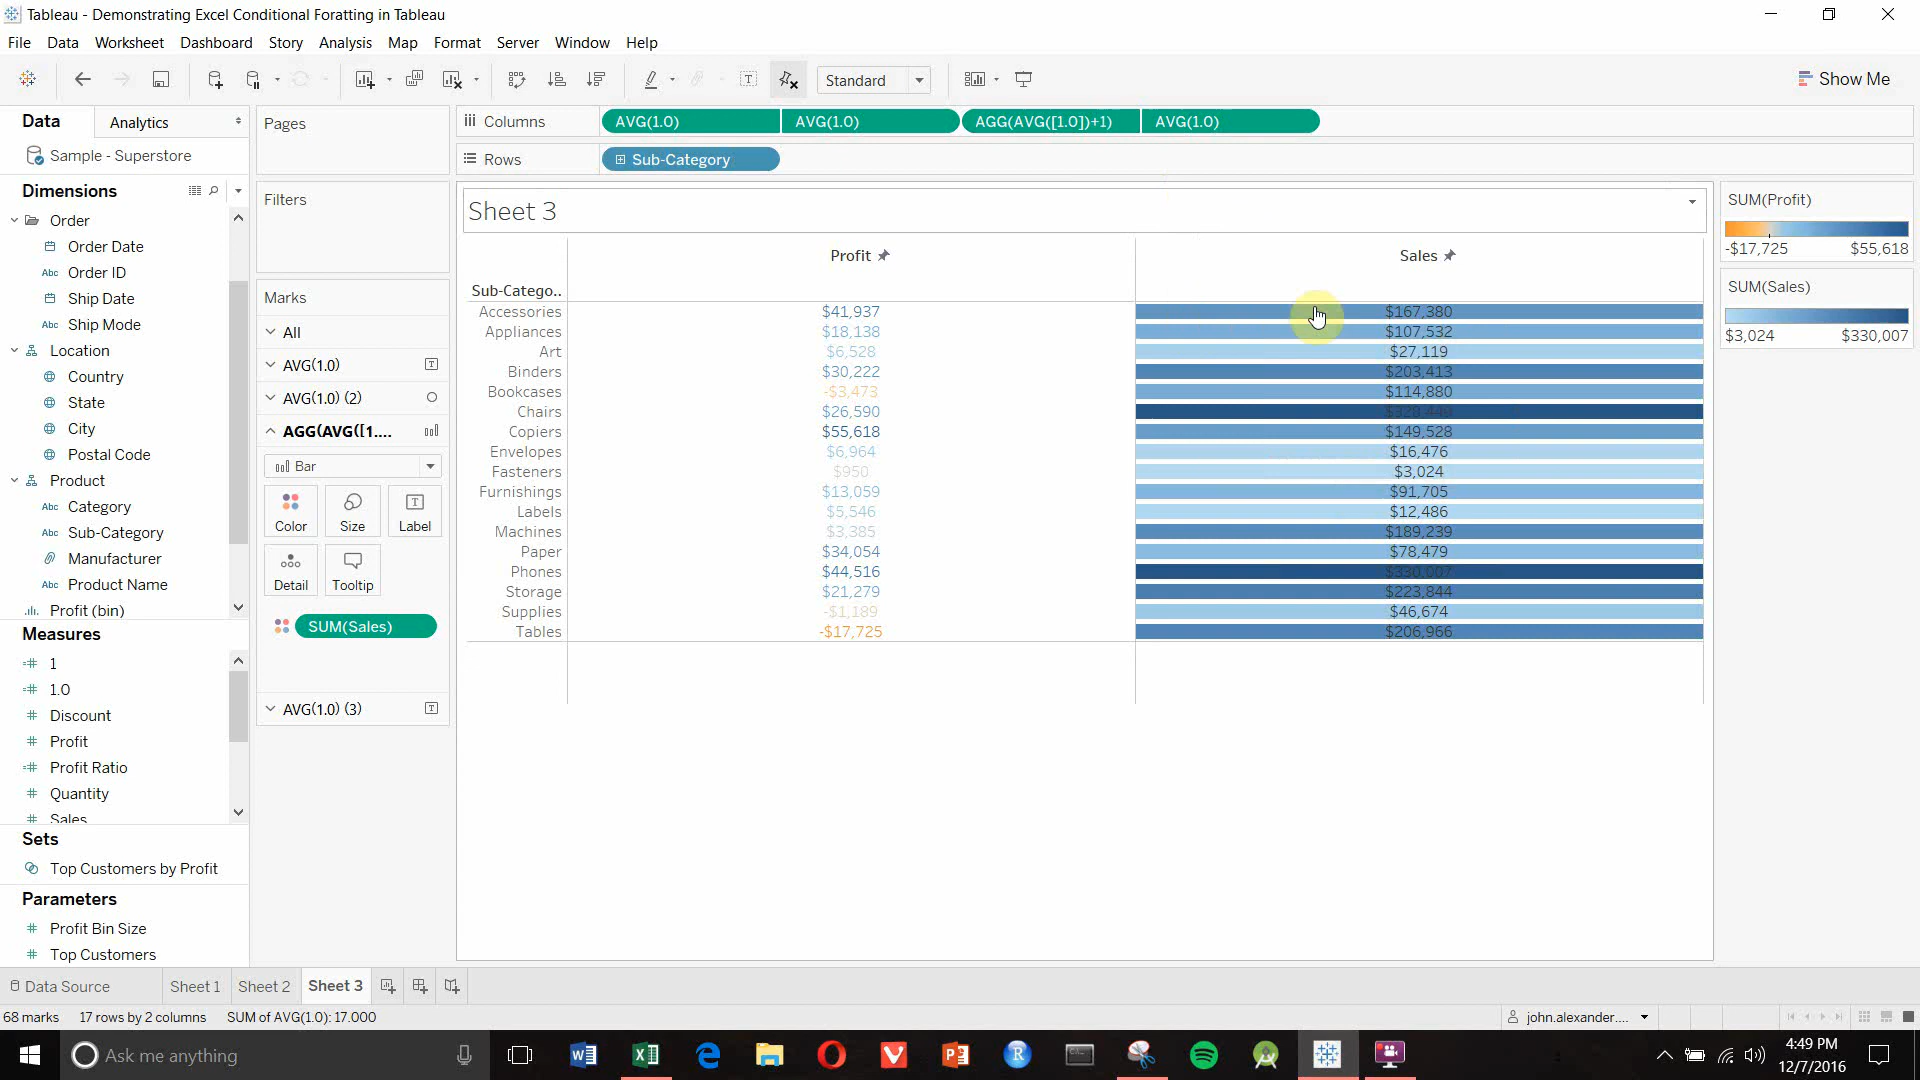 Tableau - Demonstrating Excel Conditional Foratting in Tableau
File Data Worksheet Dashboard Story Analysis Map Format Server Window Help
Standard
Show Me
Data
Analytics
Sample - Superstore
Dimensions
Order
Order Date
Abc Order ID
Ship Date
Abc Ship Mode
Location
Country
State
City
Postal Code
Product
Abc Category
Abc Sub-Category
Manufacturer
Abc Product Name
Profit (bin)
Measures
1
1.0
Discount
Profit
Profit Ratio
Quantity
Sales
Sets
Top Customers by Profit
Parameters
Profit Bin Size
Top Customers
Pages
Filters
Marks
All
AVG(1.0)
AVG(1.0) (2)
AGG(AVG([1....
Bar
Color Size Label
Detail Tooltip
SUM(Sales)
AVG(1.0) (3)
Columns AVG(1.0) AVG(1.0) AGG(AVG([1.0])+1) AVG(1.0)
Rows Sub-Category
Sheet 3
Sub-Catego.. Profit Sales
Accessories $41,937 $167,380
Appliances $18,138 $107,532
Art $6,528 $27,119
Binders $30,222 $203,413
Bookcases -$3,473 $114,880
Chairs $26,590
Copiers $55,618 $149,528
Envelopes $6,964 $16,476
Fasteners $950 $3,024
Furnishings $13,059 $91,705
Labels $5,546 $12,486
Machines $3,385 $189,239
Paper $34,054 $78,479
Phones $44,516 $330,007
Storage $21,279 $223,844
Supplies -$1,189 $46,674
Tables -$17,725 $206,966
SUM(Profit)
-$17,725 $55,618
SUM(Sales)
$3,024 $330,007
Data Source Sheet 1 Sheet 2 Sheet 3
68 marks 17 rows by 2 columns SUM of AVG(1.0): 17.000
john.alexander....
Ask me anything
4:49 PM
12/7/2016